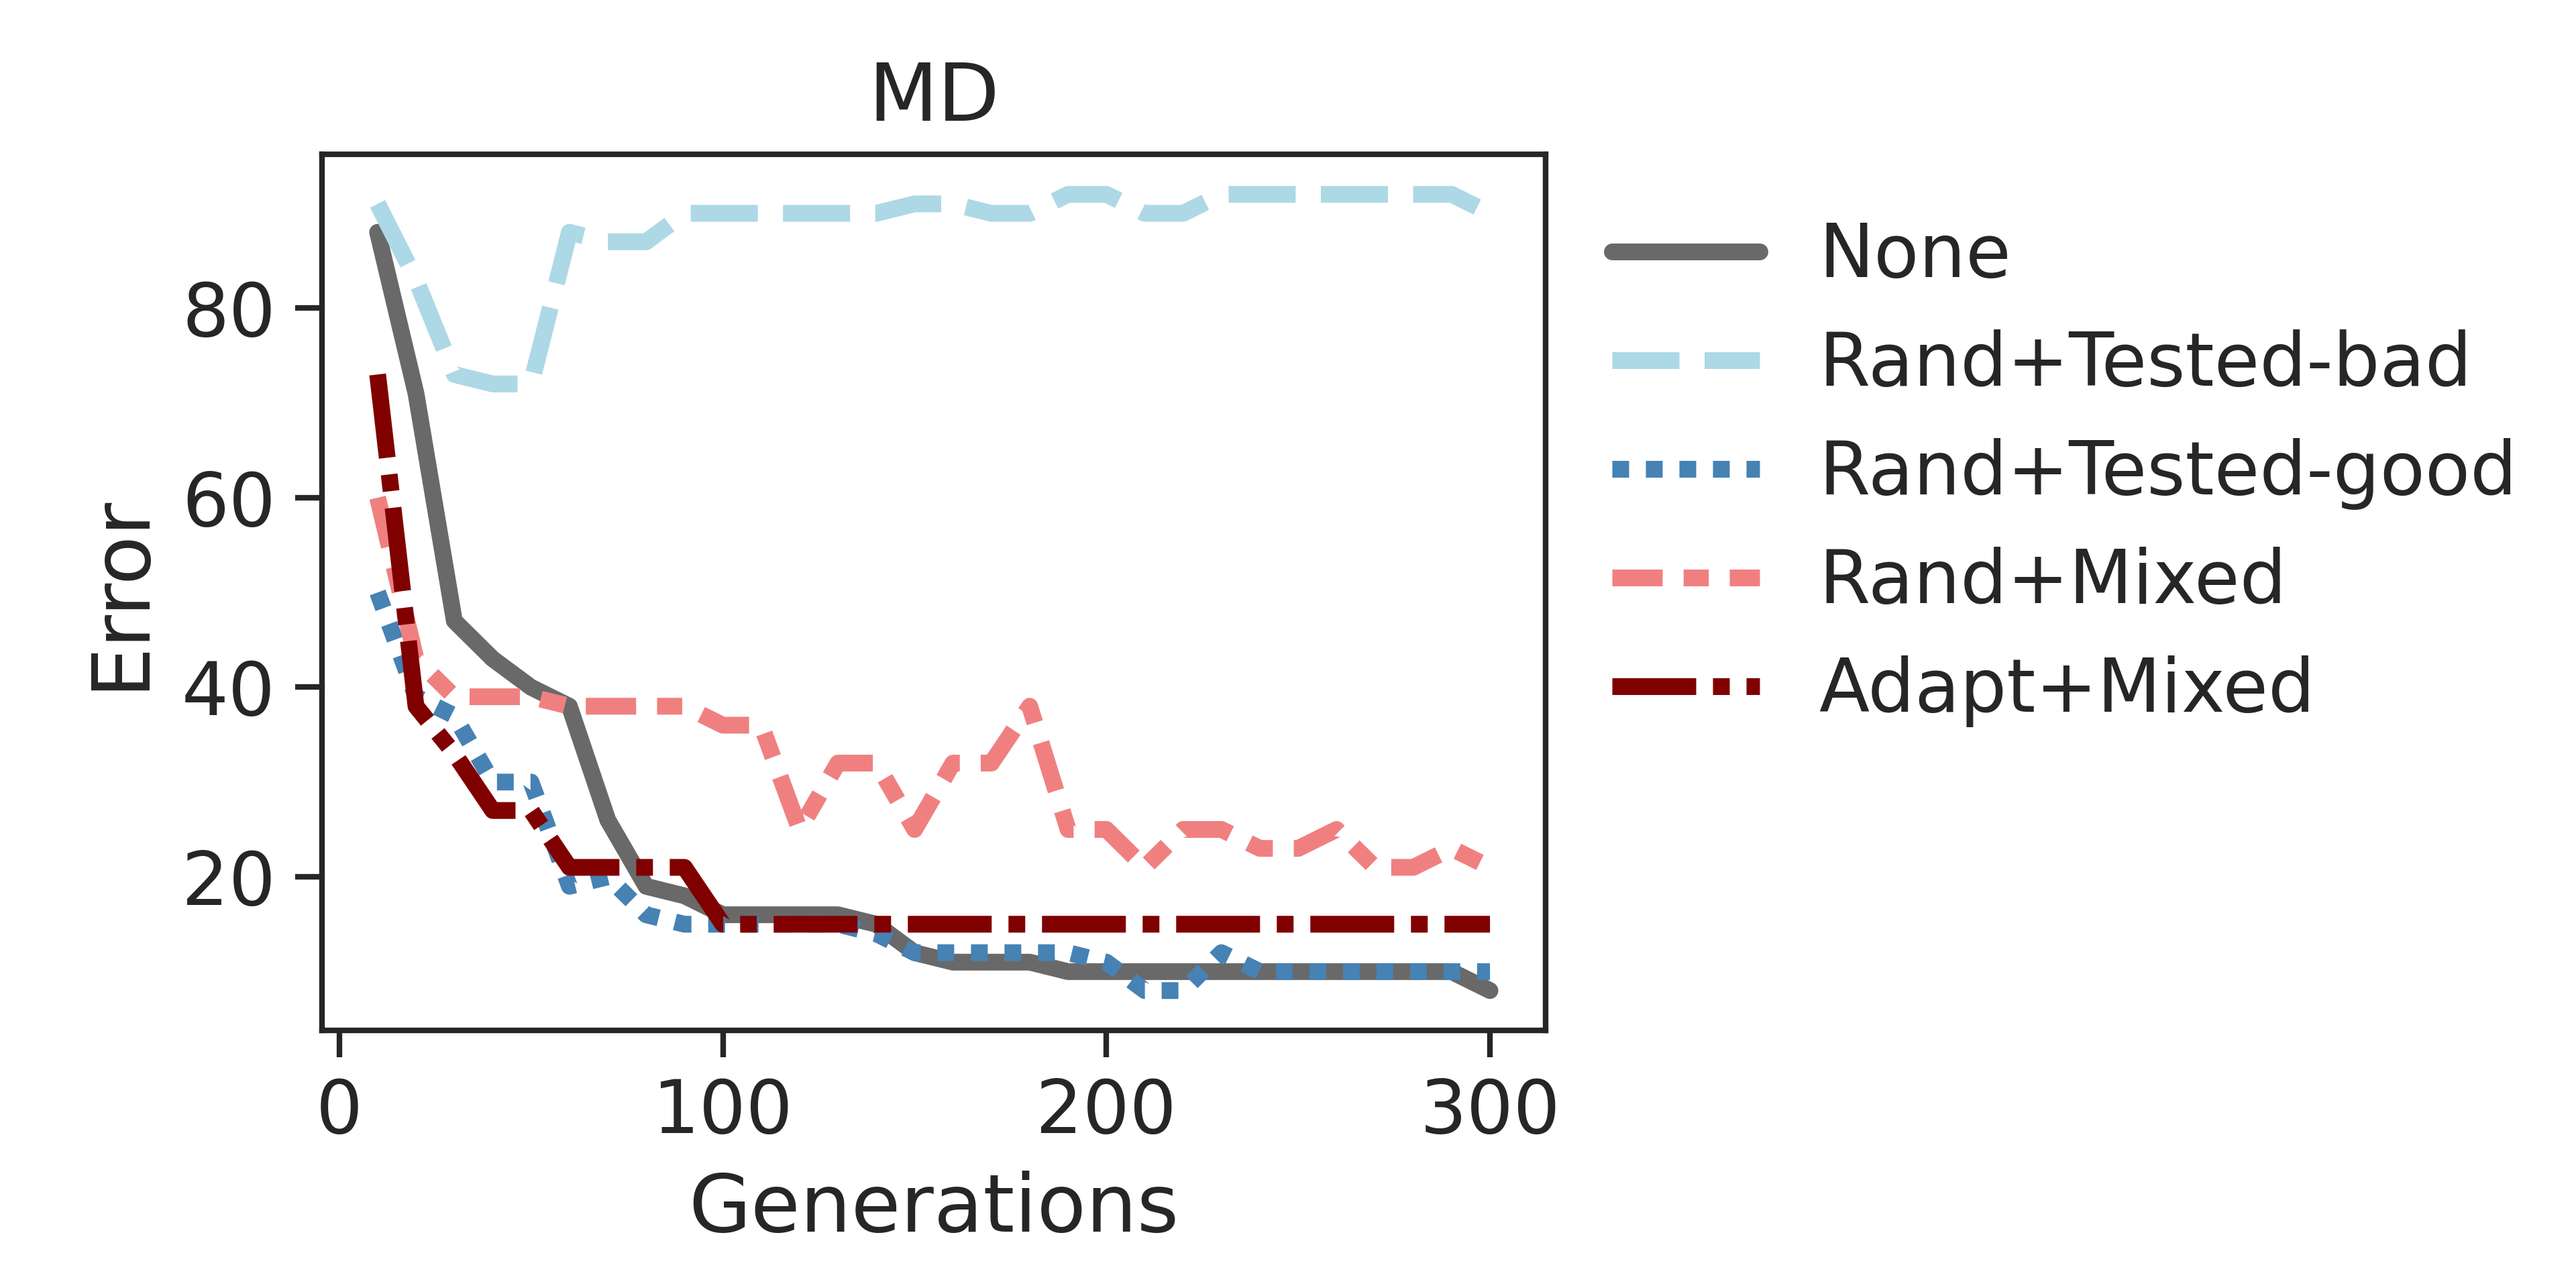 MD
Error
80
60
40
20
0
100
200
300
Generations
None
Rand+Tested-bad
Rand+Tested-good
Rand+Mixed
Adapt+Mixed